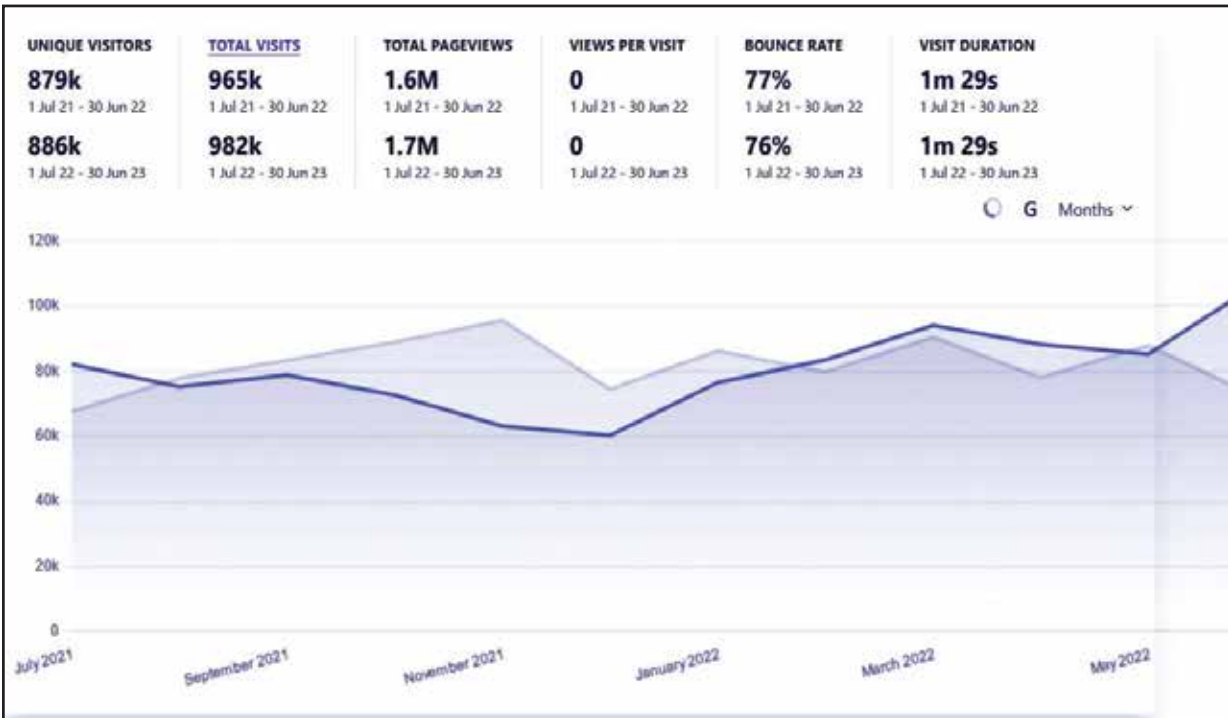 UNIQUE VISITORS TOTAL VISITS TOTAL PAGEVIEWS VIEWS PER VISIT BOUNCE RATE VISIT DURATION
879k 965k 1.6M 0 77% 1m 29s
1 Jul 21 - 30 Jun 22 1 Jul 21 - 30 Jun 22 1 Jul 21 - 30 Jun 22 1 Jul 21 - 30 Jun 22 1 Jul 21 - 30 Jun 22 1 Jul 21 - 30 Jun 22
886k 982k 1.7M 0 76% 1m 29s
1 Jul 22 - 30 Jun 23 1 Jul 22 - 30 Jun 23 1 Jul 22 - 30 Jun 23 1 Jul 22 - 30 Jun 23 1 Jul 22 - 30 Jun 23 1 Jul 22 - 30 Jun 23
G Months
120k
100k
80k
60k
40k
20k
0
July 2021 September 2021 November 2021 January 2022 March 2022 May 2022